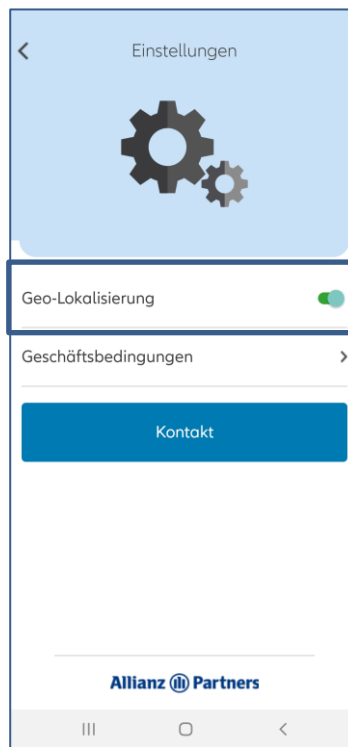 Einstellungen
Geo-Lokalisierung
Geschäftsbedingungen
Kontakt
Allianz Partners